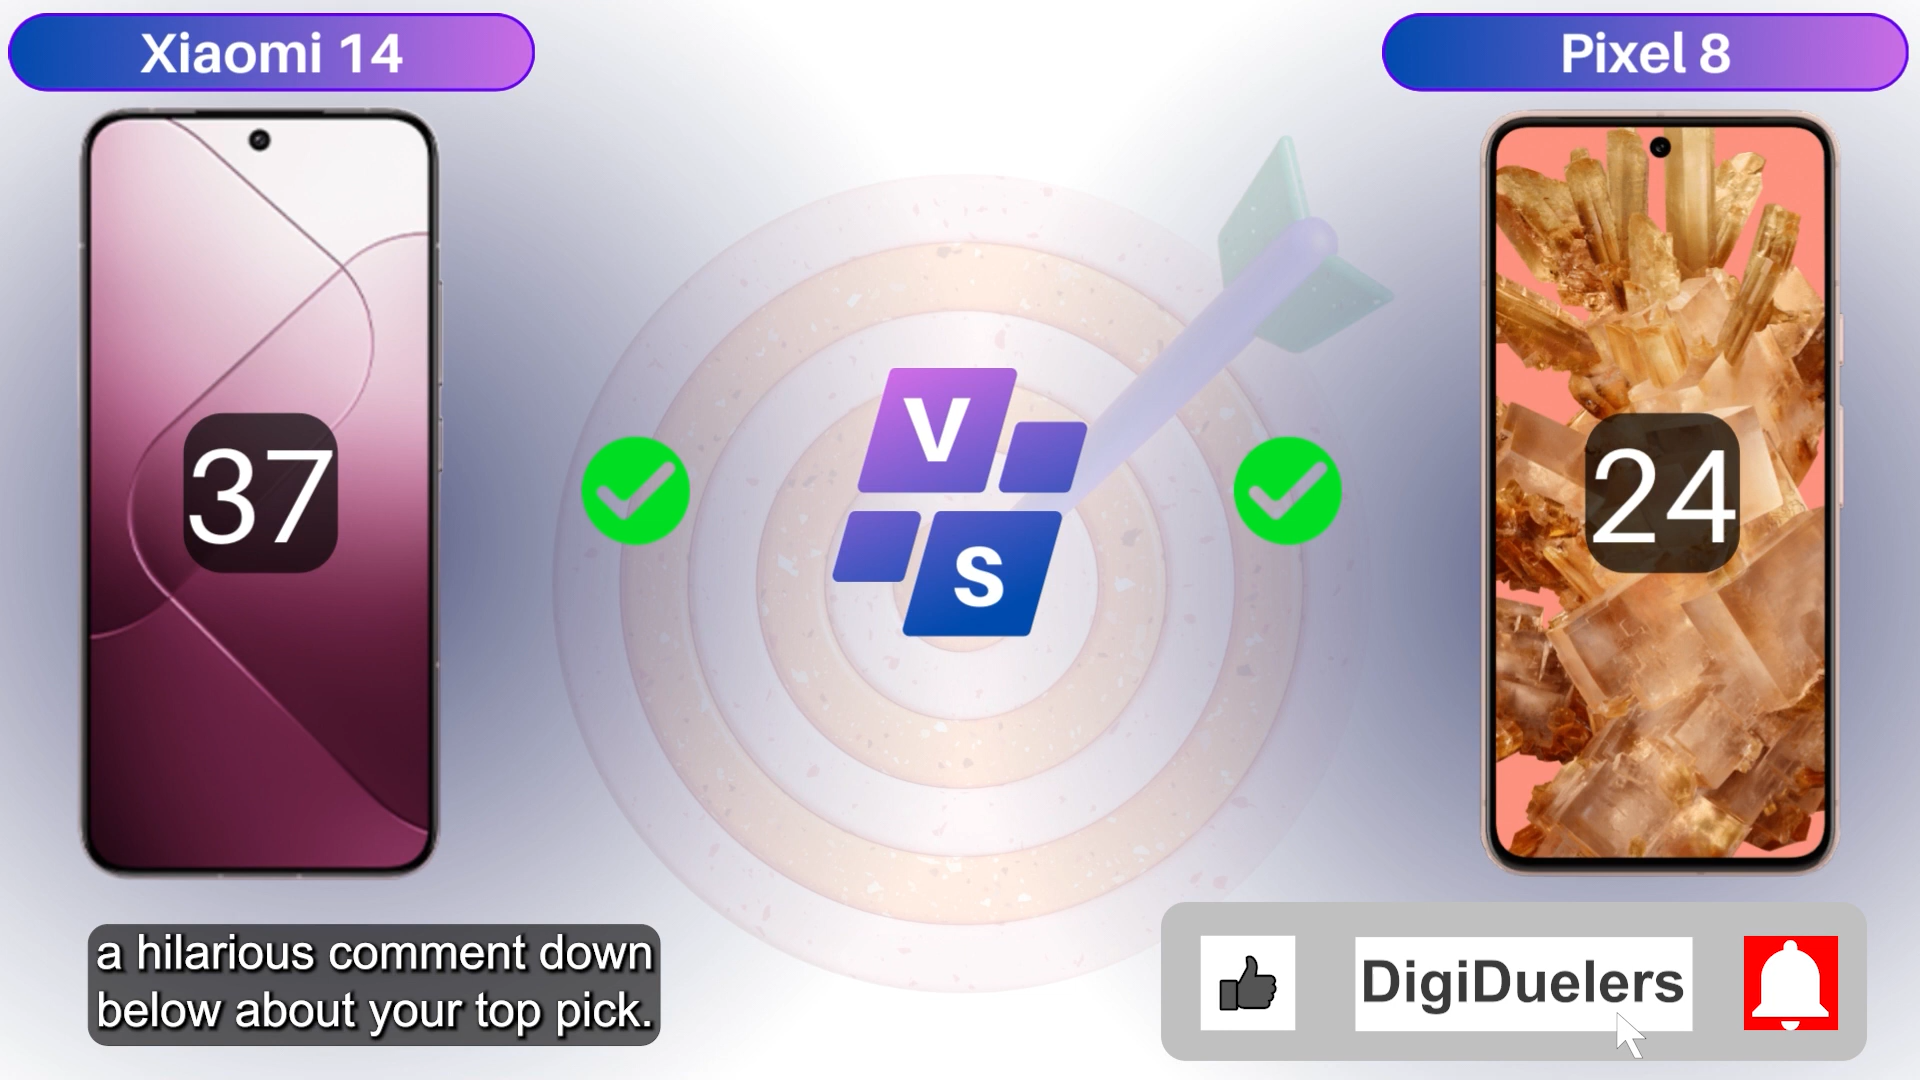 Xiaomi 14
Pixel 8
37
V
S
24
a hilarious comment down
below about your top pick.
DigiDuelers